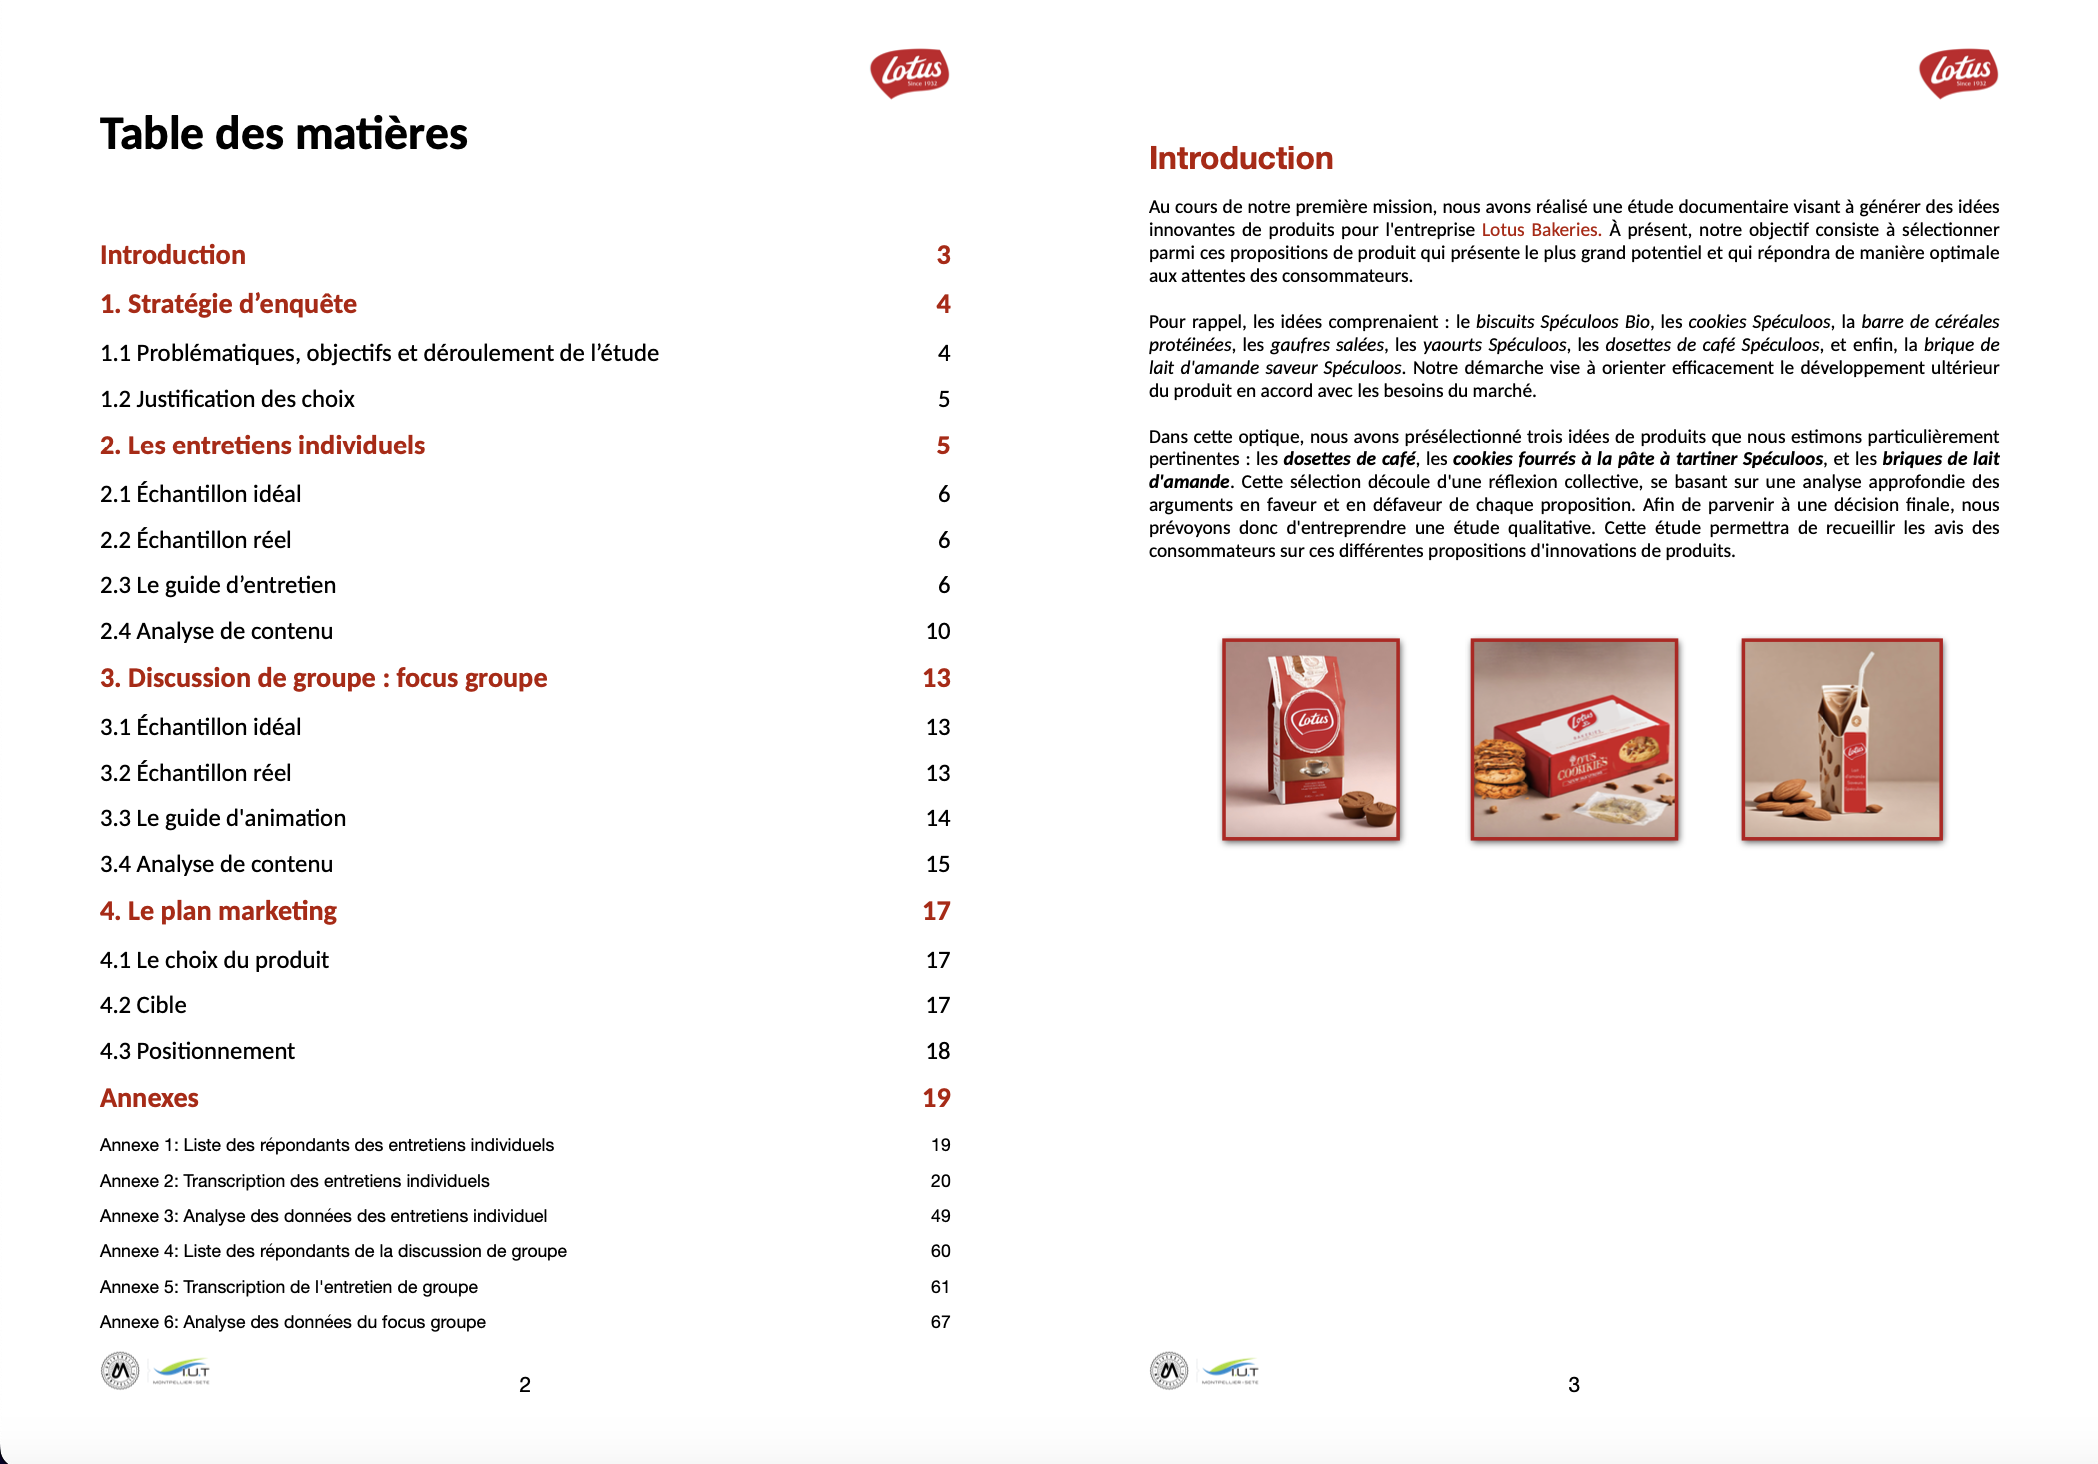 Lotus
Since 1932
Table des matières
Introduction 3
1. Stratégie d’enquête 4
1.1 Problématiques, objectifs et déroulement de l’étude 4
1.2 Justification des choix 5
2. Les entretiens individuels 5
2.1 Échantillon idéal 6
2.2 Échantillon réel 6
2.3 Le guide d’entretien 6
2.4 Analyse de contenu 10
3. Discussion de groupe : focus groupe 13
3.1 Échantillon idéal 13
3.2 Échantillon réel 13
3.3 Le guide d'animation 14
3.4 Analyse de contenu 15
4. Le plan marketing 17
4.1 Le choix du produit 17
4.2 Cible 17
4.3 Positionnement 18
Annexes 19
Annexe 1: Liste des répondants des entretiens individuels 19
Annexe 2: Transcription des entretiens individuels 20
Annexe 3: Analyse des données des entretiens individuel 49
Annexe 4: Liste des répondants de la discussion de groupe 60
Annexe 5: Transcription de l'entretien de groupe 61
Annexe 6: Analyse des données du focus groupe 67
I.U.T
MONTPELLIER-SÈTE
2
Lotus
Since 1932
Introduction
Au cours de notre première mission, nous avons réalisé une étude documentaire visant à générer des idées
innovantes de produits pour l'entreprise Lotus Bakeries. À présent, notre objectif consiste à sélectionner
parmi ces propositions de produit qui présente le plus grand potentiel et qui répondra de manière optimale
aux attentes des consommateurs.
Pour rappel, les idées comprenaient : le biscuits Spéculoos Bio, les cookies Spéculoos, la barre de céréales
protéinées, les gaufres salées, les yaourts Spéculoos, les dosettes de café Spéculoos, et enfin, la brique de
lait d'amande saveur Spéculoos. Notre démarche vise à orienter efficacement le développement ultérieur
du produit en accord avec les besoins du marché.
Dans cette optique, nous avons présélectionné trois idées de produits que nous estimons particulièrement
pertinentes : les dosettes de café, les cookies fourrés à la pâte à tartiner Spéculoos, et les briques de lait
d'amande. Cette sélection découle d'une réflexion collective, se basant sur une analyse approfondie des
arguments en faveur et en défaveur de chaque proposition. Afin de parvenir à une décision finale, nous
prévoyons donc d'entreprendre une étude qualitative. Cette étude permettra de recueillir les avis des
consommateurs sur ces différentes propositions d'innovations de produits.
Lotus
Lotus
Lotus
I.U.T
MONTPELLIER-SÈTE
3